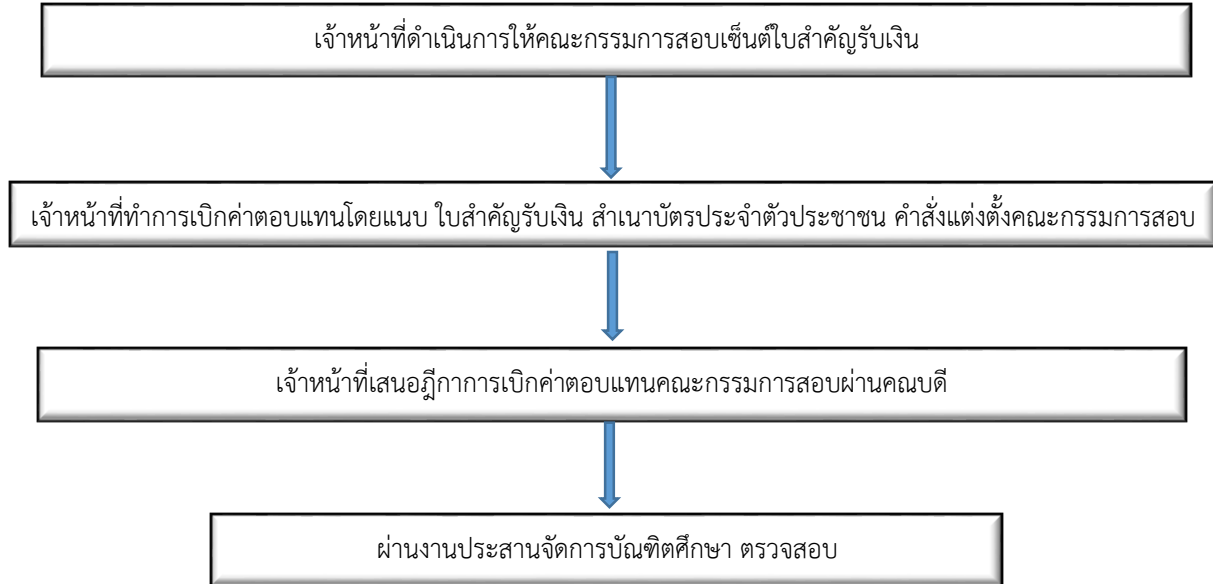 เจ้าหน้าที่ดำเนินการให้คณะกรรมการสอบเซ็นต์ใบสำคัญรับเงิน
เจ้าหน้าที่ทำการเบิกค่าตอบแทนโดยแนบ ใบสำคัญรับเงิน สำเนาบัตรประจำตัวประชาชน คำสั่งแต่งตั้งคณะกรรมการสอบ
เจ้าหน้าที่เสนอฎีกาการเบิกค่าตอบแทนคณะกรรมการสอบผ่านคณบดี
ผ่านงานประสานจัดการบัณฑิตศึกษา ตรวจสอบ